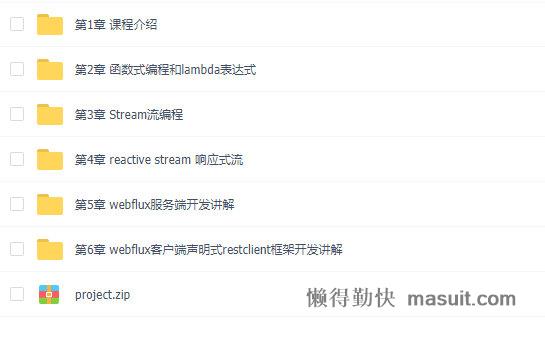 第1章 课程介绍
第2章 函数式编程和lambda表达式
第3章 Stream流编程
第4章 reactive stream 响应式流
第5章 webflux服务端开发讲解
第6章 webflux客户端声明式restclient框架开发讲解
project.zip
懒得勤快 masuit.com